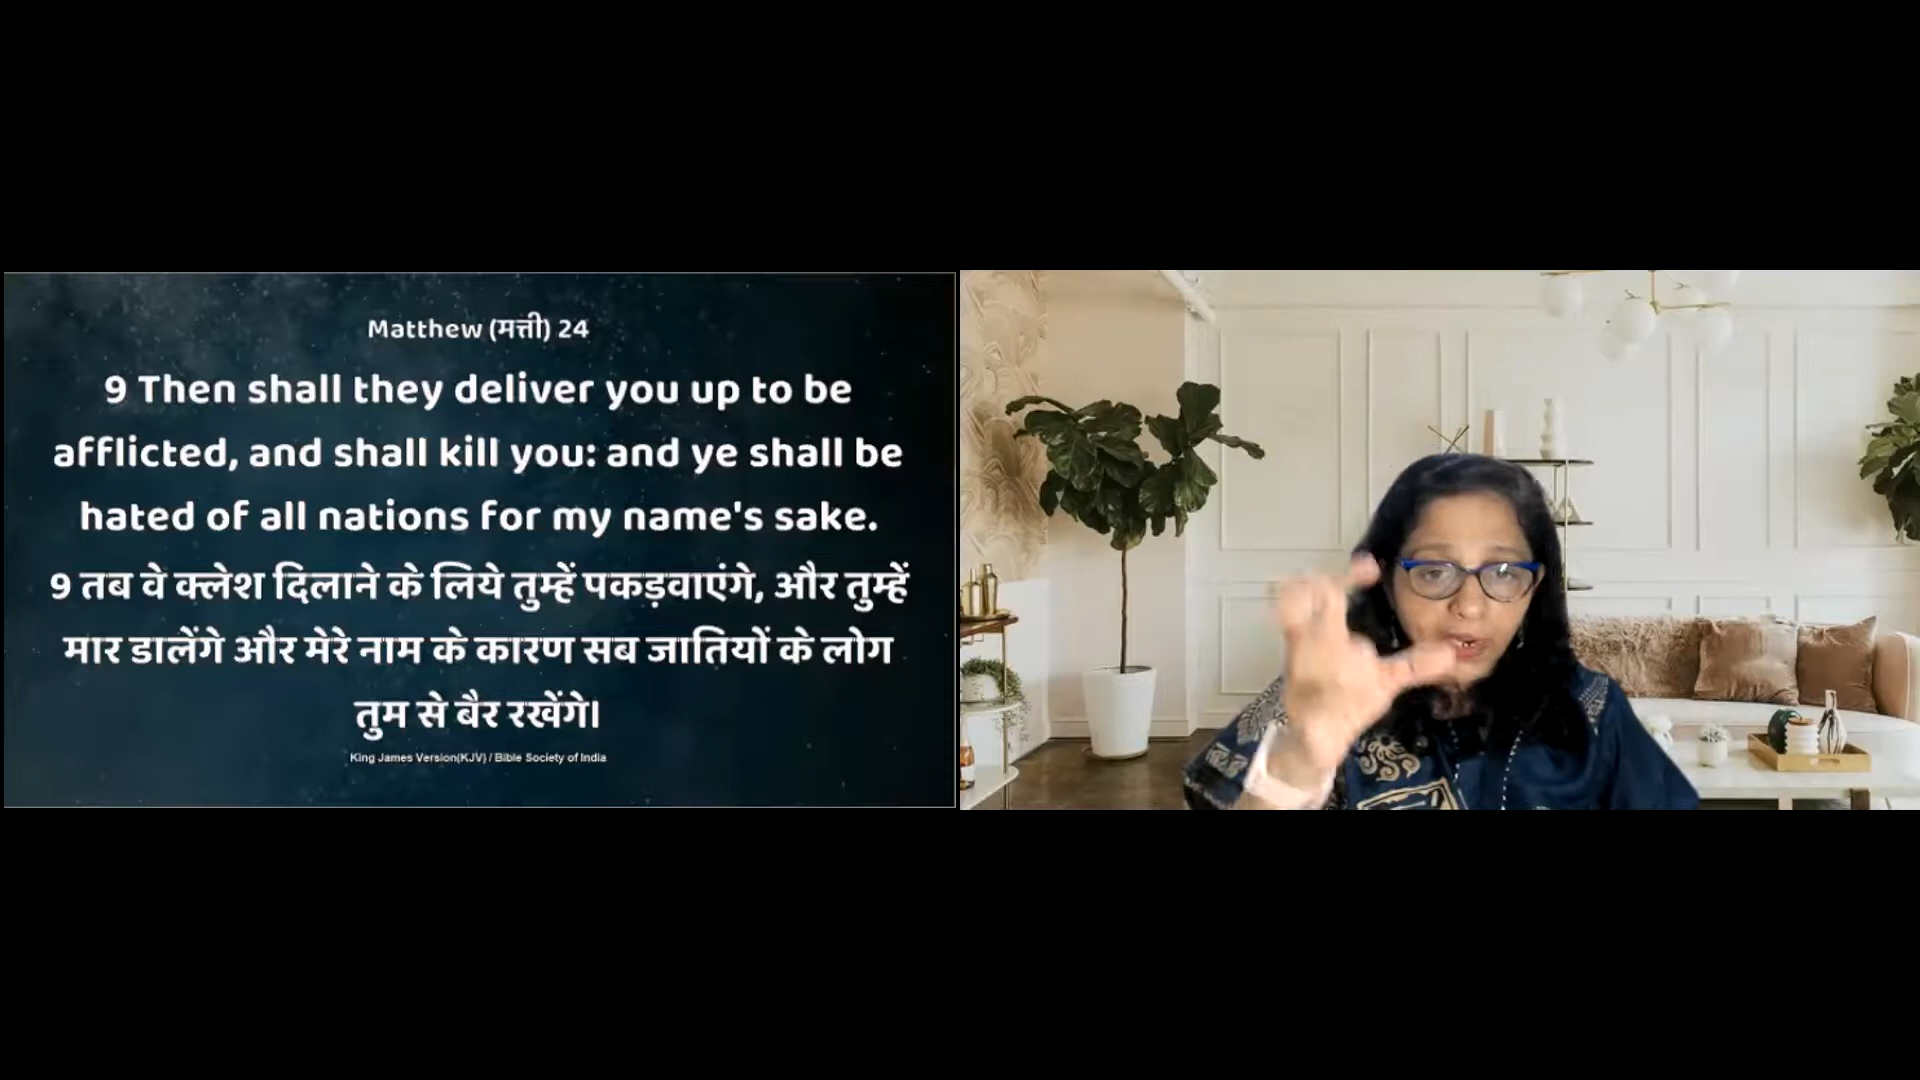 Matthew (मत्ती) 24
9 Then shall they deliver you up to be
afflicted, and shall kill you: and ye shall be
hated of all nations for my name's sake.
9 तब वे क्लेश दिलाने के लिये तुम्हें पकड़वाएंगे, और तुम्हें
मार डालेंगे और मेरे नाम के कारण सब जातियों के लोग
तुम से बैर रखेंगे।
King James Version(KJV) / Bible Society of India